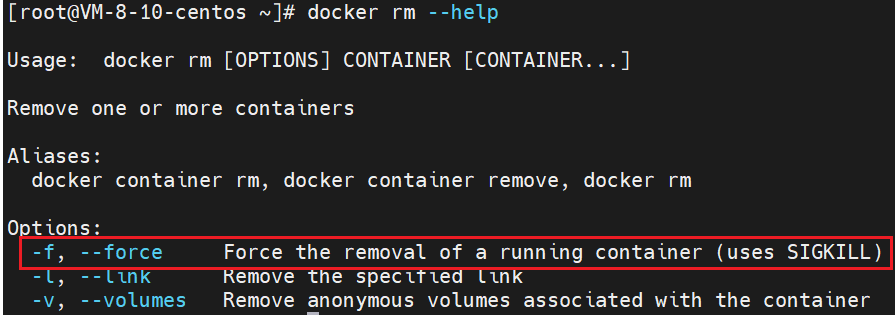 [root@VM-8-10-centos ~]# docker rm --help
Usage:  docker rm [OPTIONS] CONTAINER [CONTAINER...]
Remove one or more containers
Aliases:
  docker container rm, docker container remove, docker rm
Options:
  -f, --force     Force the removal of a running container (uses SIGKILL)
  -l, --link      Remove the specified link
  -v, --volumes   Remove anonymous volumes associated with the container